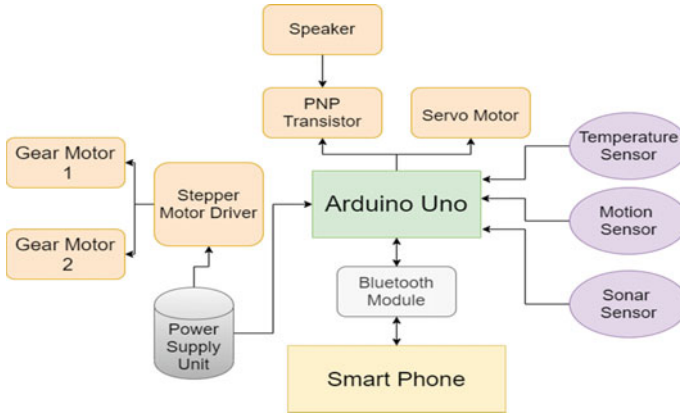 Speaker
PNP
Transistor
Servo Motor
Temperature
Sensor
Gear Motor
1
Stepper
Motor Driver
Arduino Uno
Motion
Sensor
Gear Motor
2
Bluetooth
Module
Sonar
Sensor
Power
Supply
Unit
Smart Phone